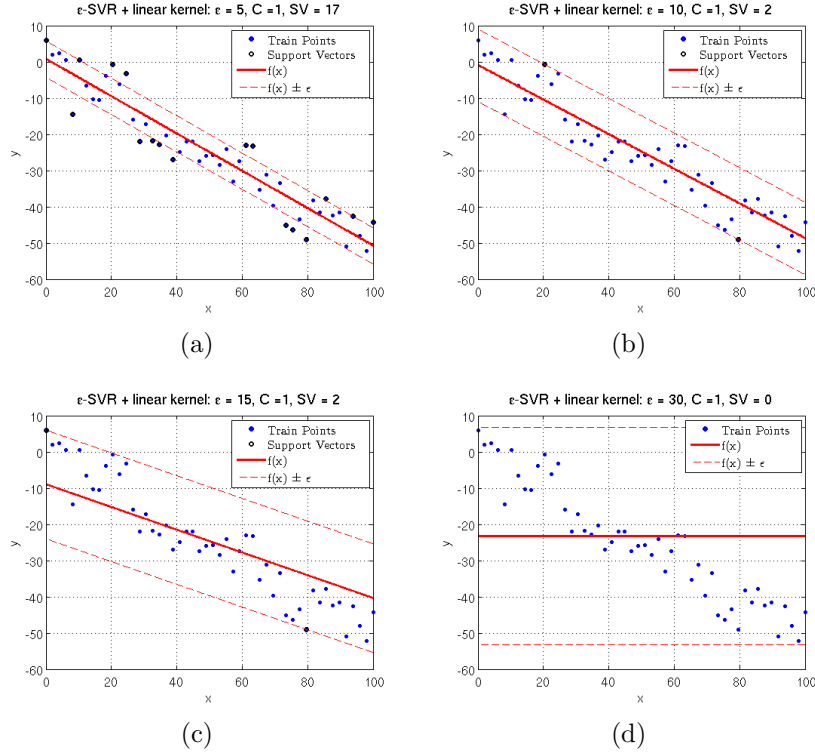 ε-SVR + linear kernel: ε = 5, C =1, SV = 17
10
0
-10
-20
-30
-40
-50
-60
y
0 20 40 60 80 100
x
Train Points
Support Vectors
f(x)
f(x) ± ϵ
(a)
ε-SVR + linear kernel: ε = 10, C =1, SV = 2
10
0
-10
-20
-30
-40
-50
-60
y
0 20 40 60 80 100
x
Train Points
Support Vectors
f(x)
f(x) ± ϵ
(b)
ε-SVR + linear kernel: ε = 15, C =1, SV = 2
10
0
-10
-20
-30
-40
-50
-60
y
0 20 40 60 80 100
x
Train Points
Support Vectors
f(x)
f(x) ± ϵ
(c)
ε-SVR + linear kernel: ε = 30, C =1, SV = 0
10
0
-10
-20
-30
-40
-50
-60
y
0 20 40 60 80 100
x
Train Points
f(x)
f(x) ± ϵ
(d)